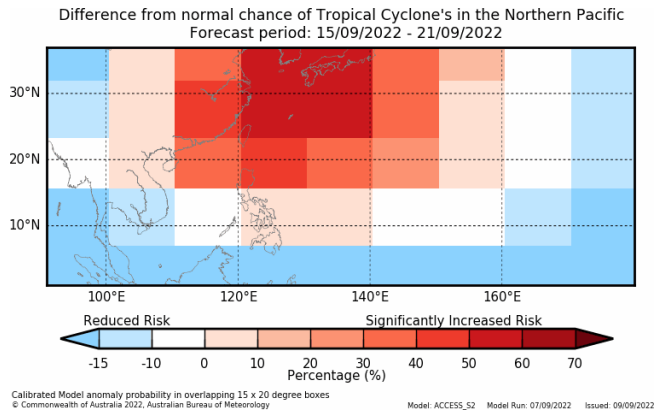 Difference from normal chance of Tropical Cyclone's in the Northern Pacific
Forecast period: 15/09/2022 - 21/09/2022
30°N
20°N
10°N
100°E 120°E 140°E 160°E
Reduced Risk Significantly Increased Risk
-15 -10 0 10 20 30 40 50 60 70
Percentage (%)
Calibrated Model anomaly probability in overlapping 15 x 20 degree boxes
© Commonwealth of Australia 2022, Australian Bureau of Meteorology Model: ACCESS_S2 Model Run: 07/09/2022 Issued: 09/09/2022